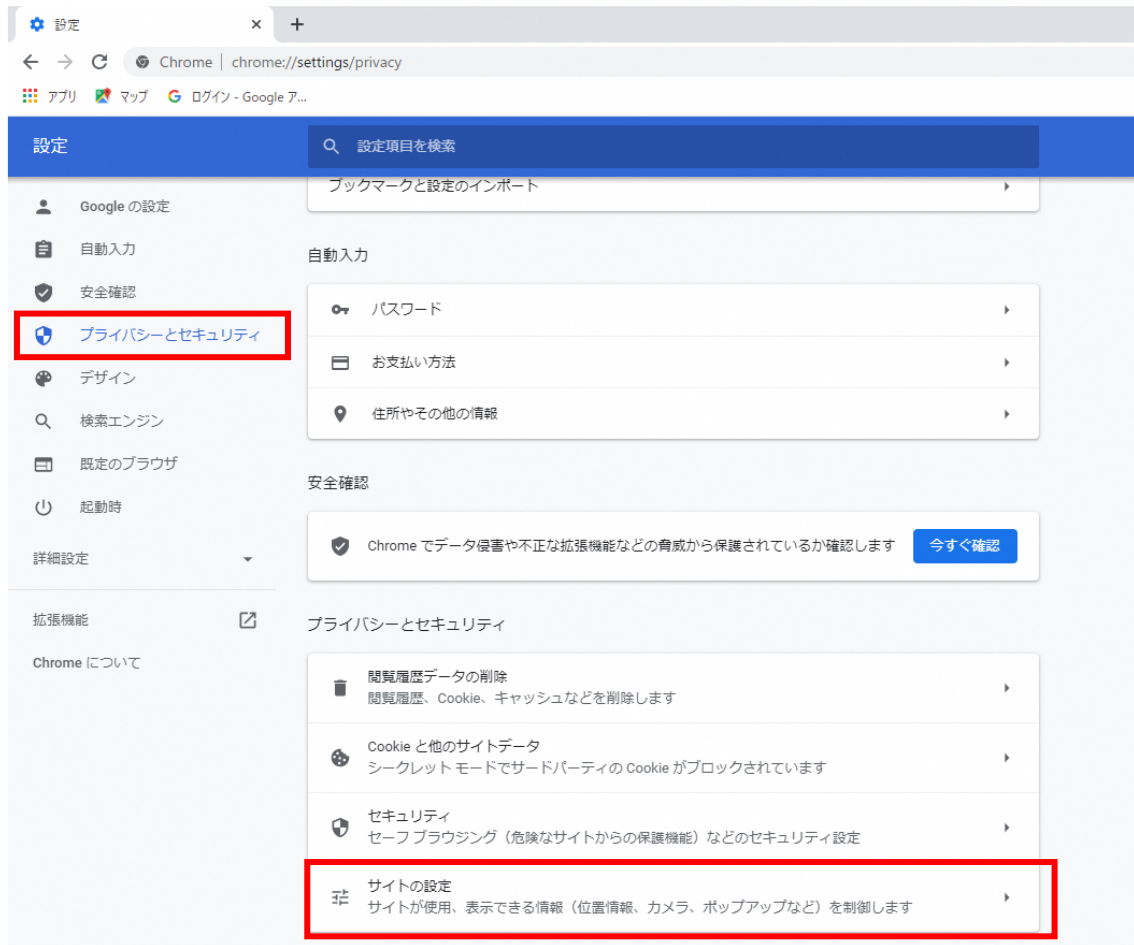 設定
Chrome | chrome://settings/privacy
アプリ マップ ログイン - Google ア...
設定
設定項目を検索
Google の設定
自動入力
安全確認
プライバシーとセキュリティ
デザイン
検索エンジン
既定のブラウザ
起動時
詳細設定
拡張機能
Chrome について
ブックマークと設定のインポート
自動入力
パスワード
お支払い方法
住所やその他の情報
安全確認
Chrome でデータ侵害や不正な拡張機能などの脅威から保護されているか確認します
今すぐ確認
プライバシーとセキュリティ
閲覧履歴データの削除
閲覧履歴、Cookie、キャッシュなどを削除します
Cookie と他のサイトデータ
シークレット モードでサードパーティの Cookie がブロックされています
セキュリティ
セーフ ブラウジング（危険なサイトからの保護機能）などのセキュリティ設定
サイトの設定
サイトが使用、表示できる情報（位置情報、カメラ、ポップアップなど）を制御します